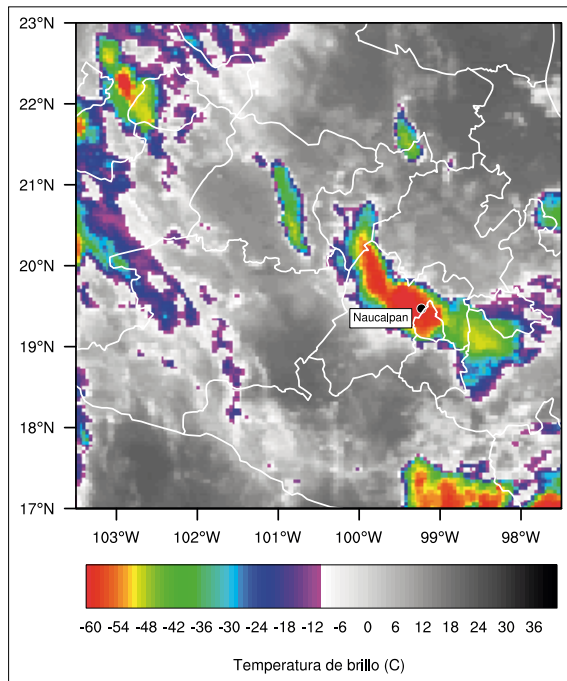 23°N
22°N
21°N
20°N
19°N
18°N
17°N
Naucalpan
103°W 102°W 101°W 100°W 99°W 98°W
-60 -54 -48 -42 -36 -30 -24 -18 -12 -6 0 6 12 18 24 30 36
Temperatura de brillo (C)